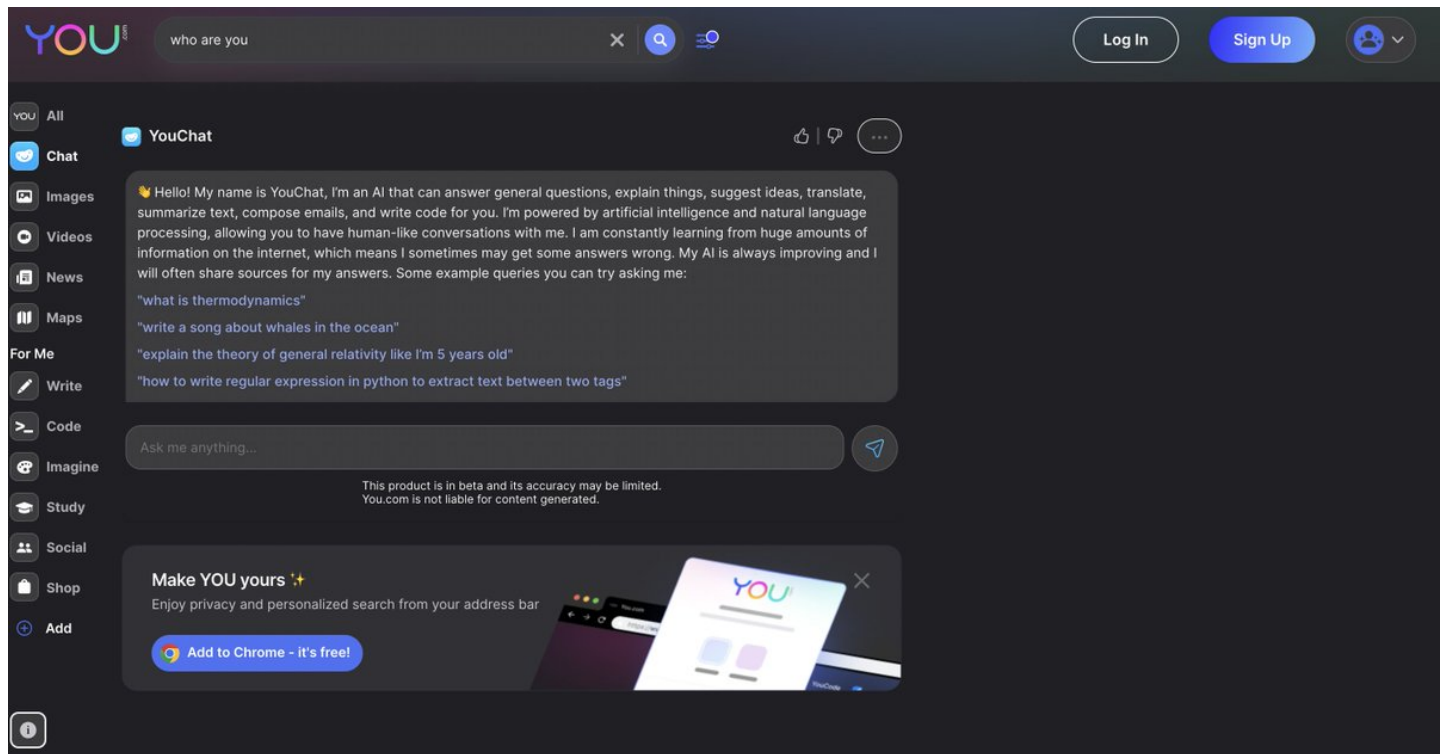 YOU.com
who are you
Log In
Sign Up
YOU
All
Chat
Images
Videos
News
Maps
For Me
Write
Code
Imagine
Study
Social
Shop
Add
YouChat
👋 Hello! My name is YouChat, I'm an AI that can answer general questions, explain things, suggest ideas, translate,
summarize text, compose emails, and write code for you. I'm powered by artificial intelligence and natural language
processing, allowing you to have human-like conversations with me. I am constantly learning from huge amounts of
information on the internet, which means I sometimes may get some answers wrong. My AI is always improving and I
will often share sources for my answers. Some example queries you can try asking me:
"what is thermodynamics"
"write a song about whales in the ocean"
"explain the theory of general relativity like I'm 5 years old"
"how to write regular expression in python to extract text between two tags"
Ask me anything...
This product is in beta and its accuracy may be limited.
You.com is not liable for content generated.
Make YOU yours ✨
Enjoy privacy and personalized search from your address bar
Add to Chrome - it's free!
You.com
YOU
YouCode